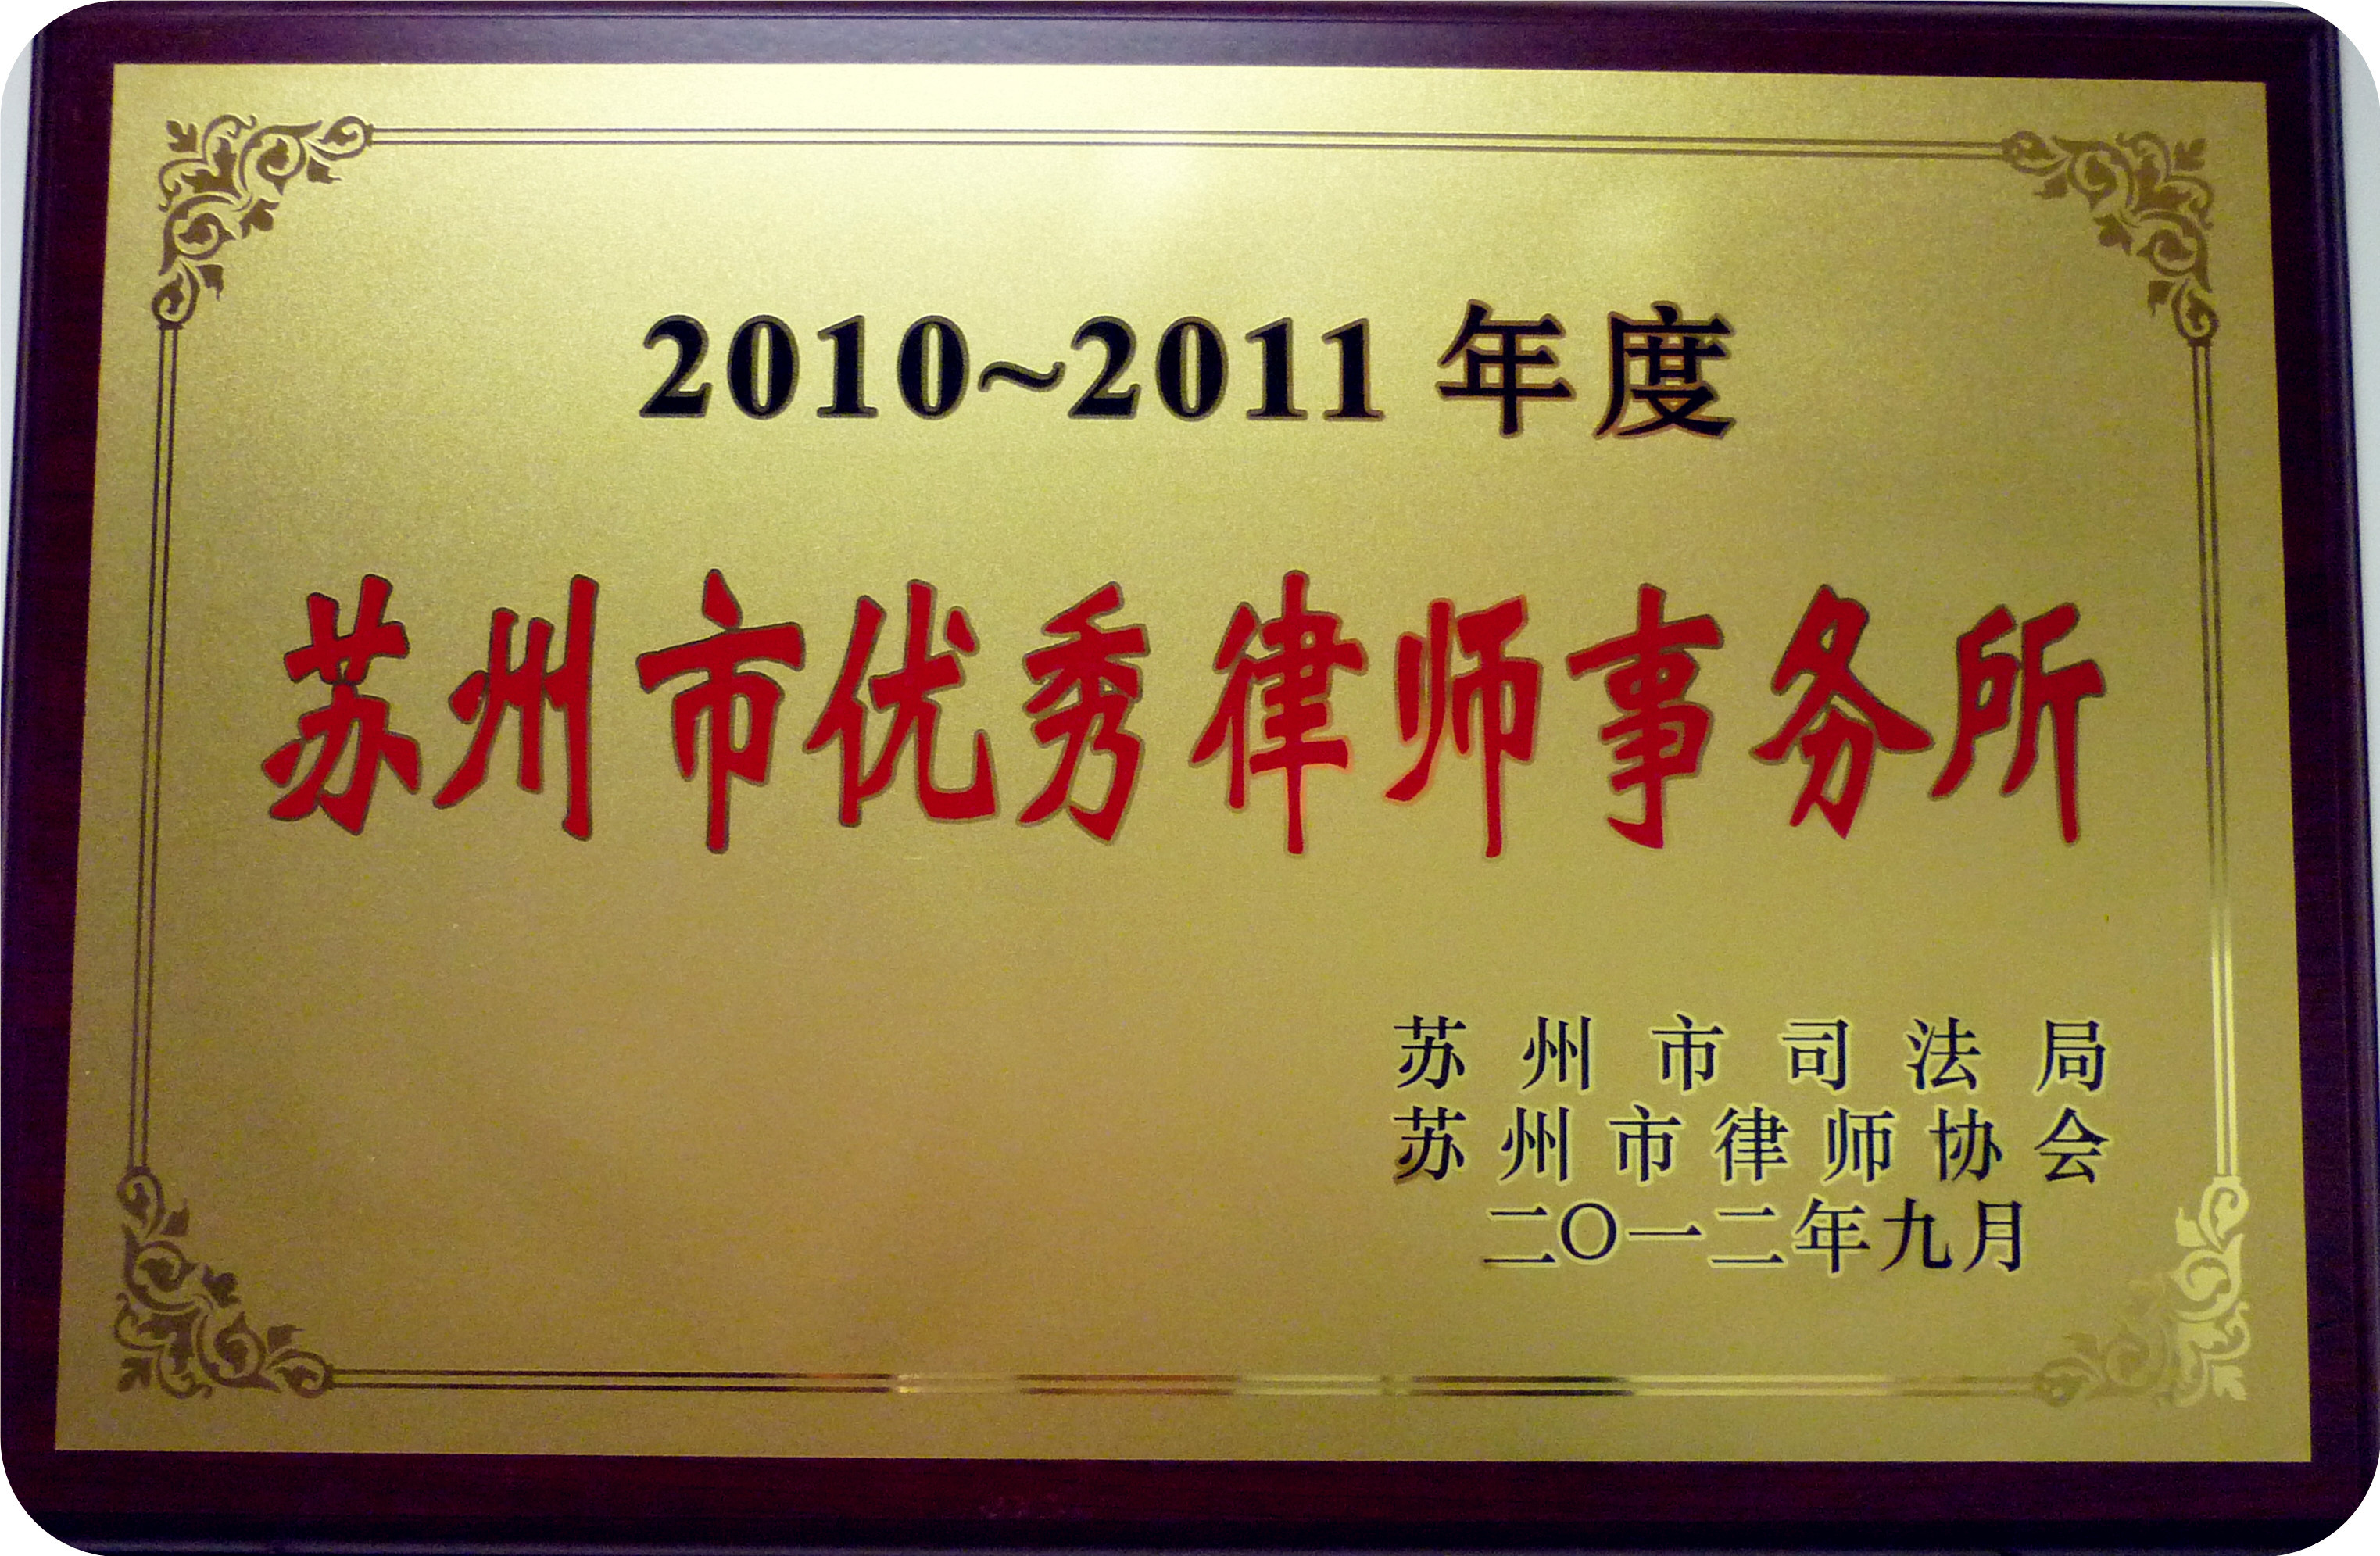 2010~2011 年度
苏州市优秀律师事务所
苏州市司法局
苏州市律师协会
二〇一二年九月